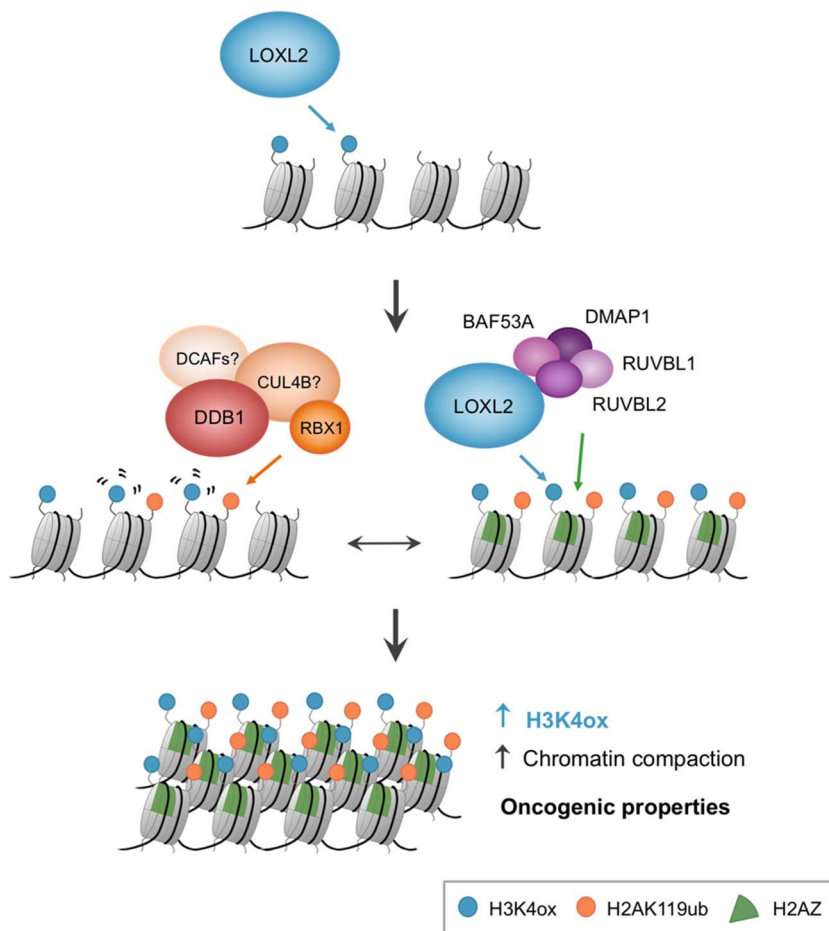 LOXL2
BAF53A
DMAP1
DCAFs?
CUL4B?
RUVBL1
DDB1
RBX1
LOXL2
RUVBL2
↑ H3K4ox
↑ Chromatin compaction
Oncogenic properties
H3K4ox H2AK119ub H2AZ